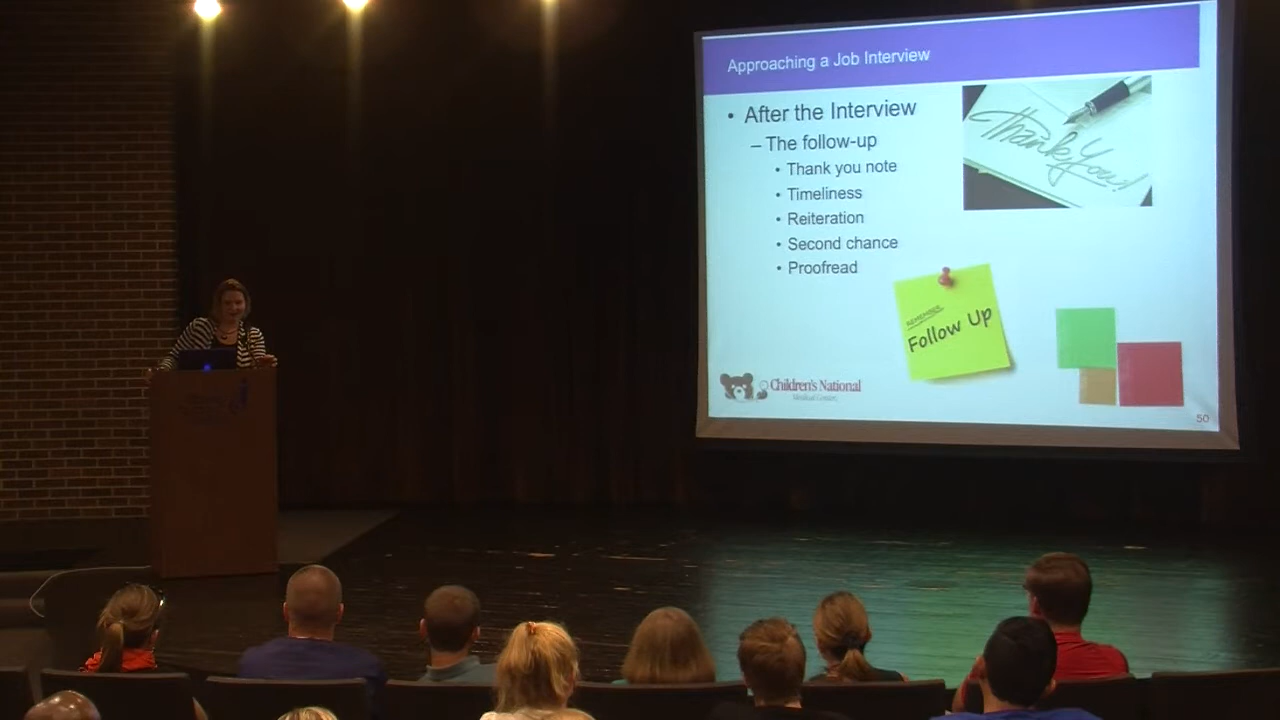 Approaching a Job Interview
• After the Interview
– The follow-up
• Thank you note
• Timeliness
• Reiteration
• Second chance
• Proofread
Thank You!
REMEMBER
Follow Up
Children's National
Medical Center
50